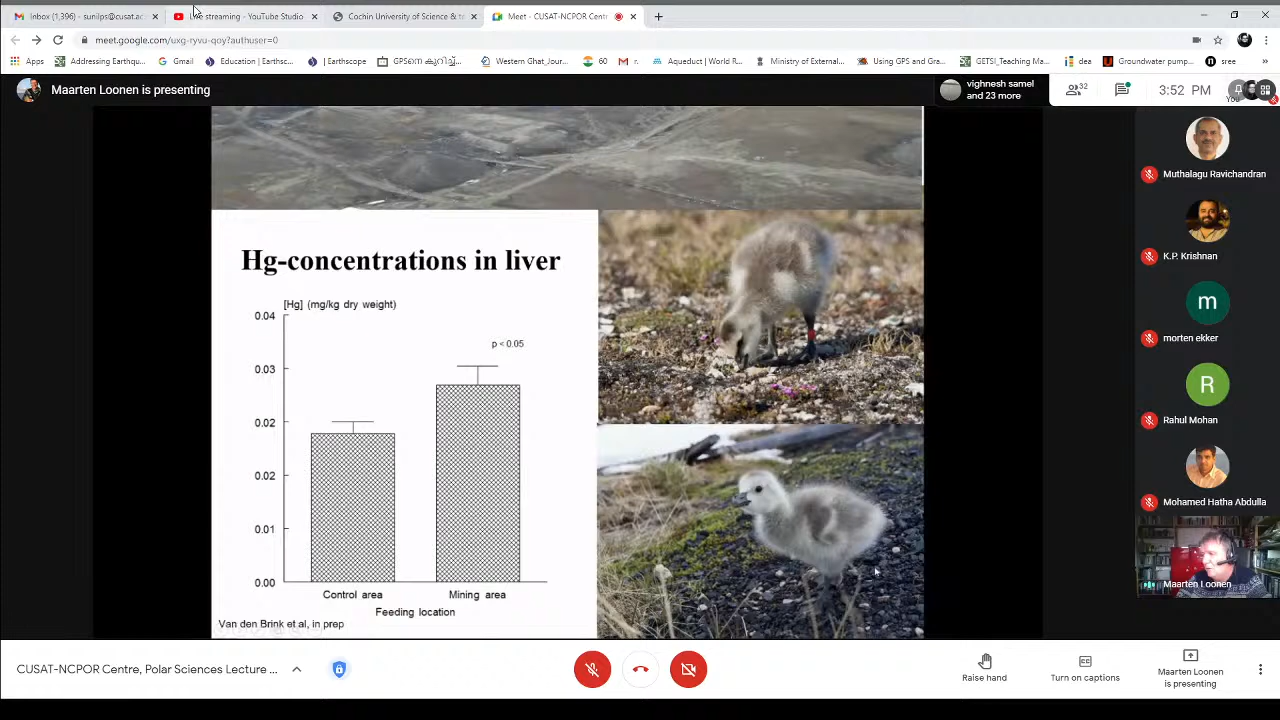 Inbox (1,396) - sunilps@cusat.ac.
Live streaming - YouTube Studio
Cochin University of Science & t
Meet - CUSAT-NCPOR Centr
meet.google.com/uxg-ryvu-qoy?authuser=0
Apps
Addressing Earthqu...
Gmail
Education | Earthsc...
| Earthscope
GPSനെ കുറിച്ച്...
Western Ghat_Jour...
60
r.
Aqueduct | World R...
Ministry of External...
Using GPS and Gra...
GETSI_Teaching Ma...
dea
Groundwater pump...
sree
»
Maarten Loonen is presenting
vighnesh samel
and 23 more
32
3:52 PM
You
Muthalagu Ravichandran
K.P. Krishnan
m
morten ekker
R
Rahul Mohan
Mohamed Hatha Abdulla
Maarten Loonen
Hg-concentrations in liver
[Hg] (mg/kg dry weight)
0.04
p < 0.05
0.03
0.02
0.02
0.01
0.00
Control area
Mining area
Feeding location
Van den Brink et al, in prep
CUSAT-NCPOR Centre, Polar Sciences Lecture ...
Raise hand
Turn on captions
Maarten Loonen
is presenting